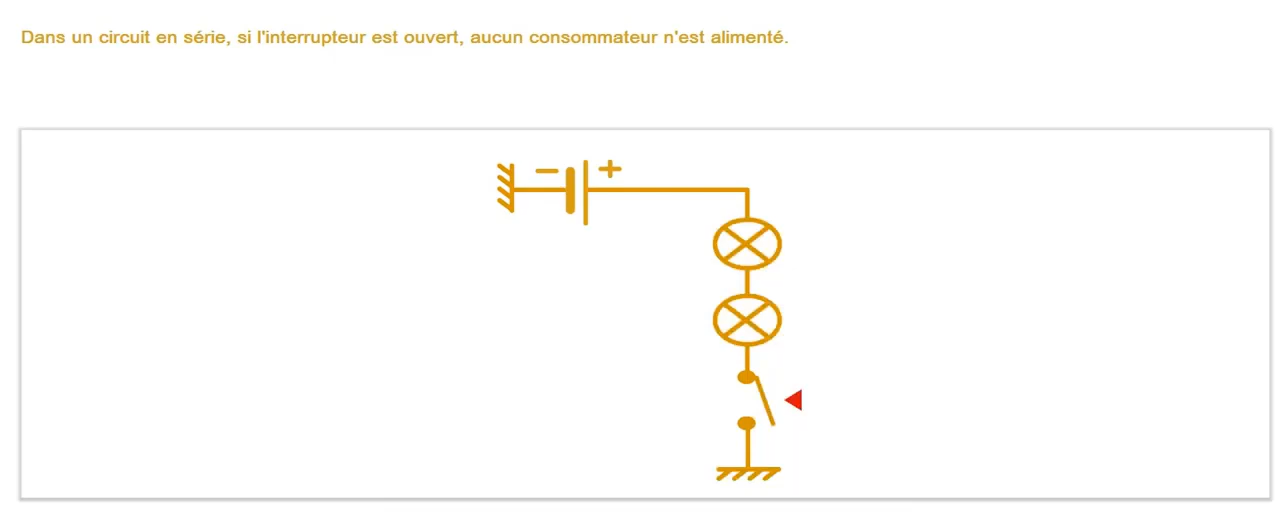 Dans un circuit en série, si l'interrupteur est ouvert, aucun consommateur n'est alimenté.
− +